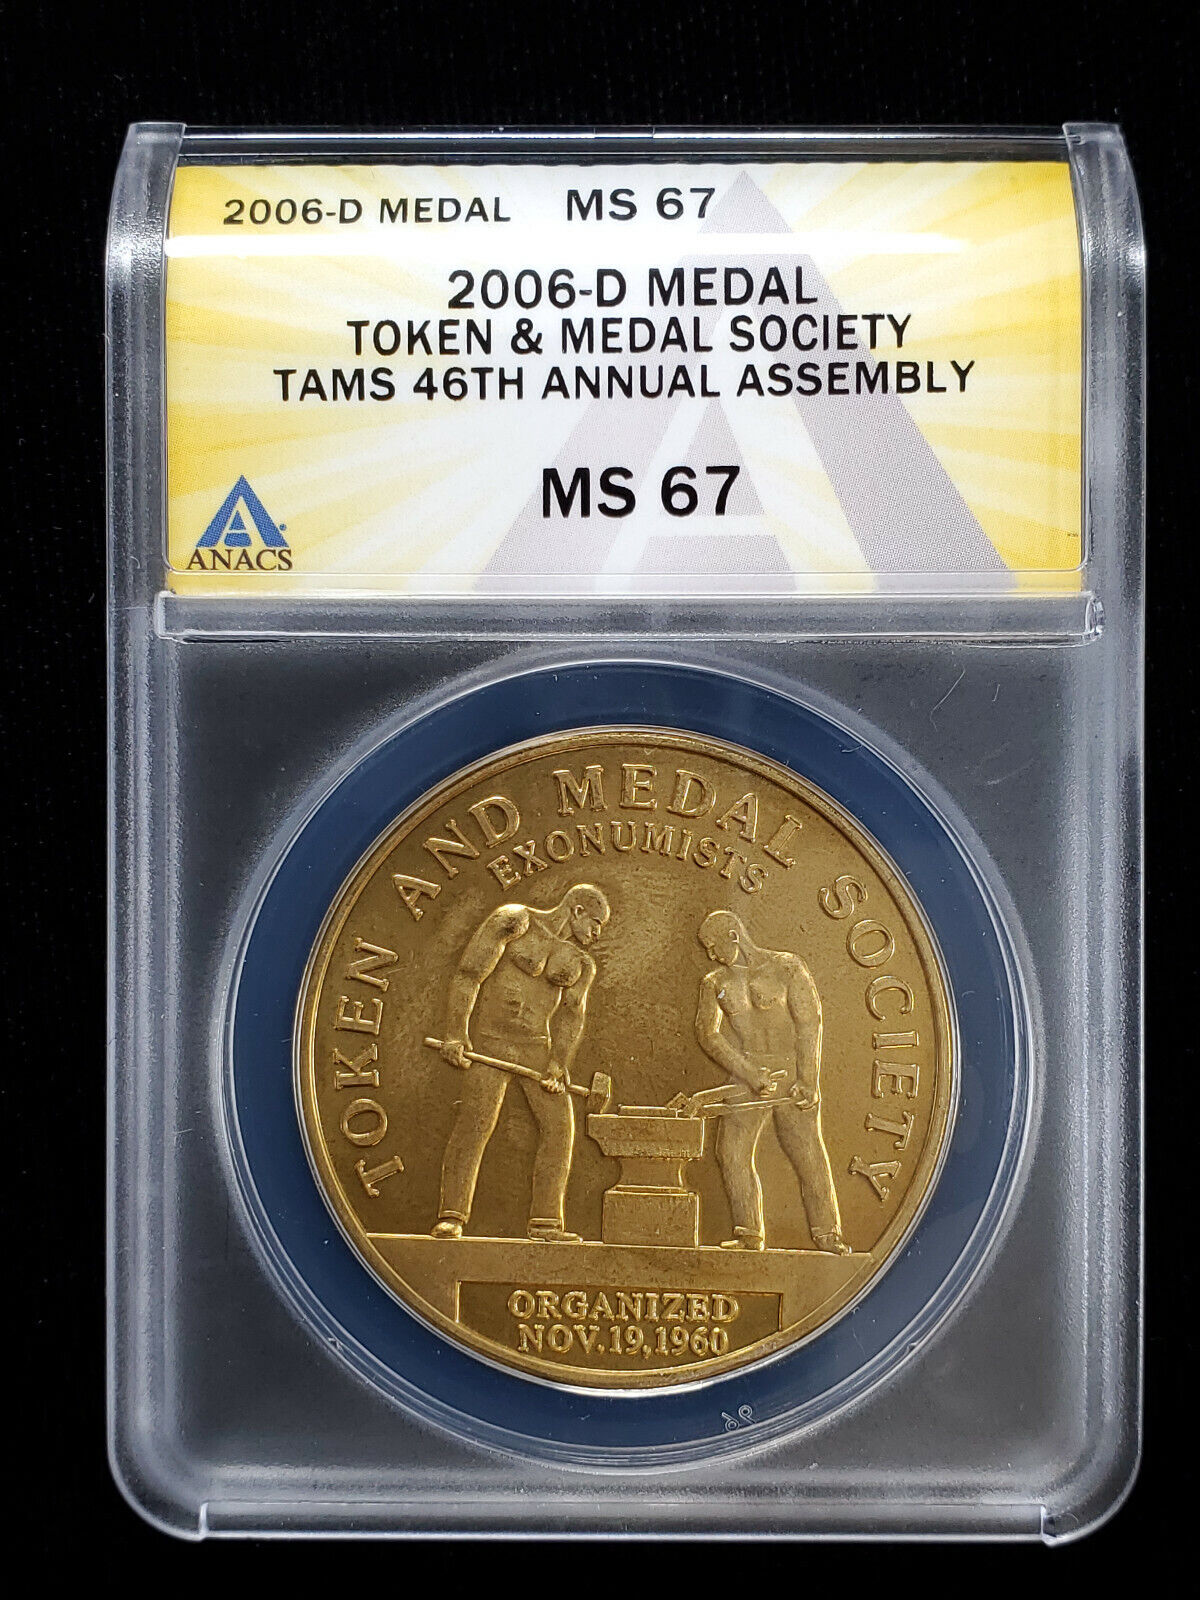 2006-D MEDAL MS 67
2006-D MEDAL
TOKEN & MEDAL SOCIETY
TAMS 46TH ANNUAL ASSEMBLY
MS 67
ANACS
TOKEN AND MEDAL SOCIETY
EXONUMISTS
ORGANIZED
NOV.19,1960